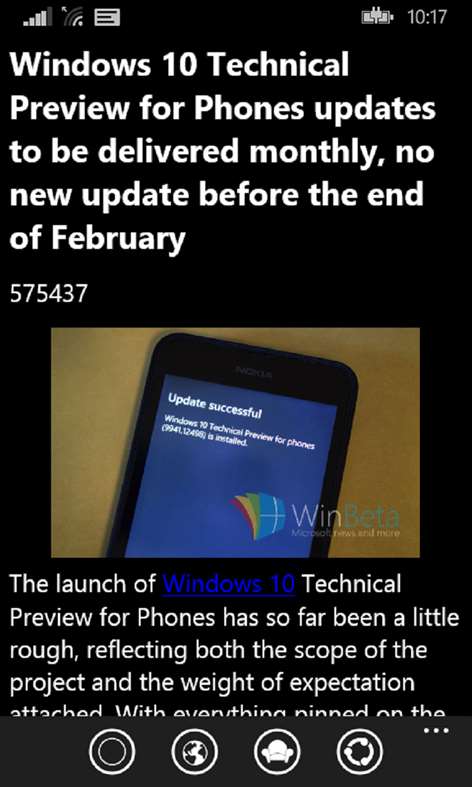 10:17
Windows 10 Technical
Preview for Phones updates
to be delivered monthly, no
new update before the end
of February
575437
NOKIA
Update successful
Windows 10 Technical Preview for phones
(9941.12498) is installed.
WinBeta
Microsoft news and more
The launch of Windows 10 Technical
Preview for Phones has so far been a little
rough, reflecting both the scope of the
project and the weight of expectation
attached. With everything pinned on the